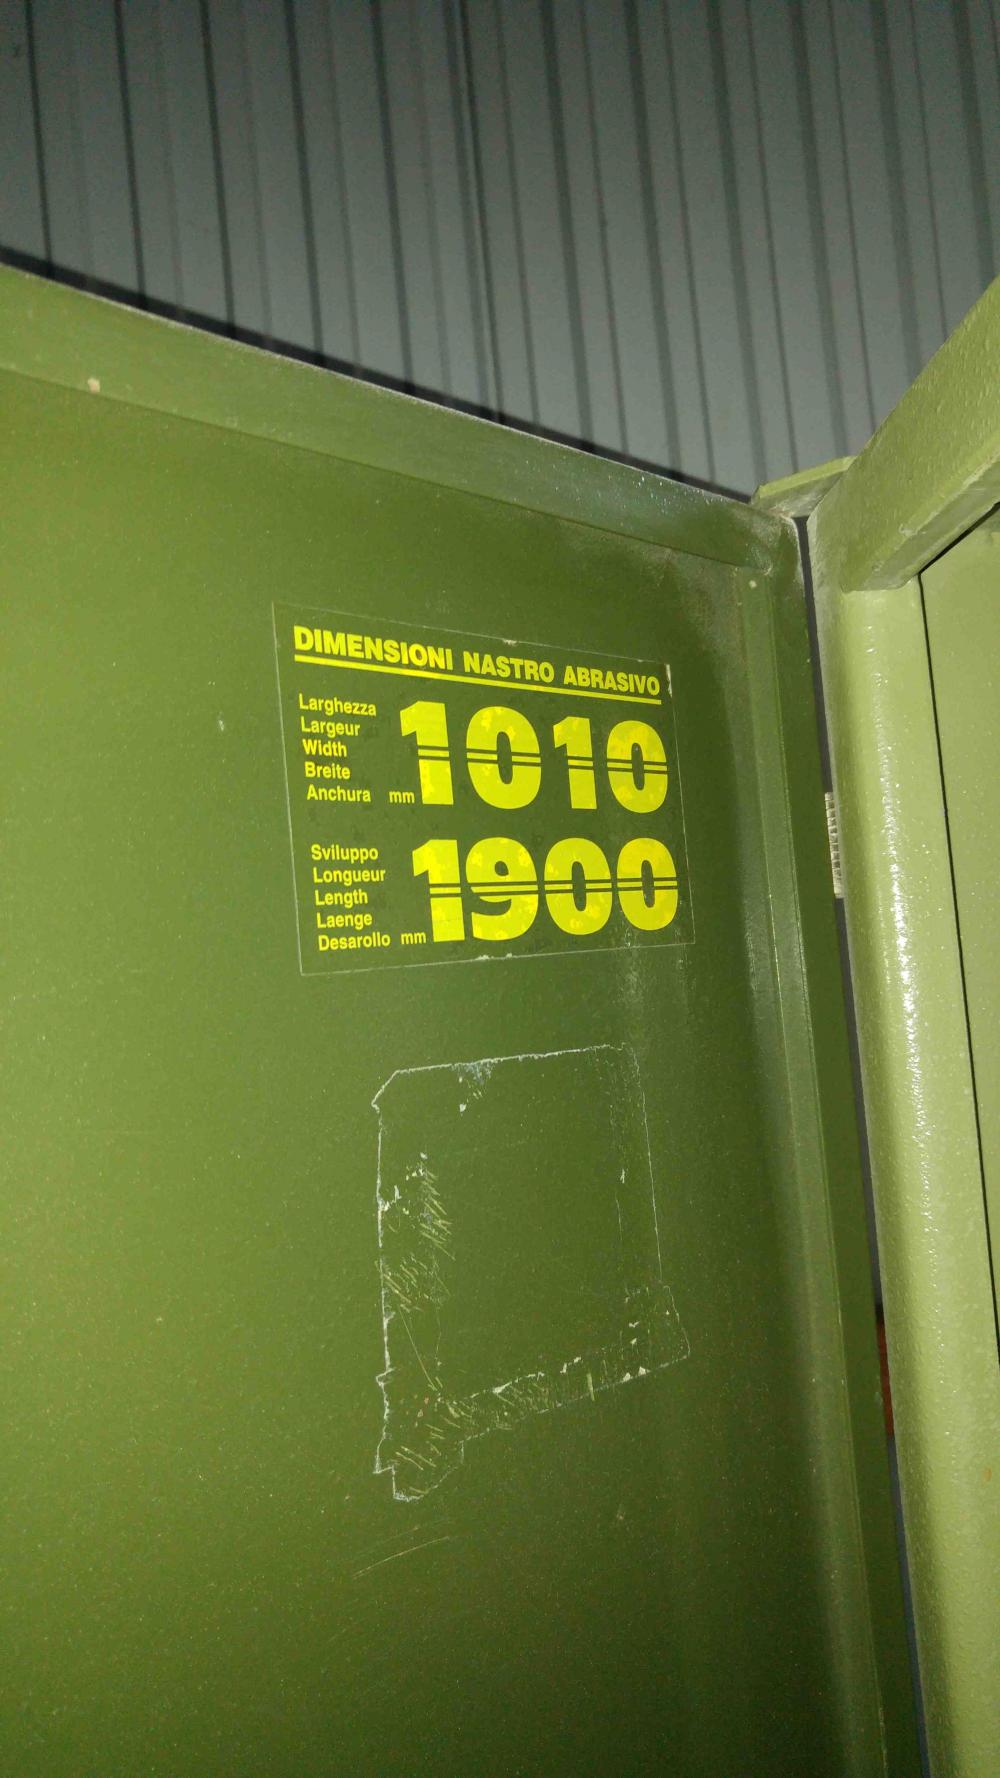 DIMENSIONI NASTRO ABRASIVO
Larghezza
Largeur
Width
Breite
Anchura mm 1010
Sviluppo
Longueur
Length
Laenge
Desarollo mm 1900